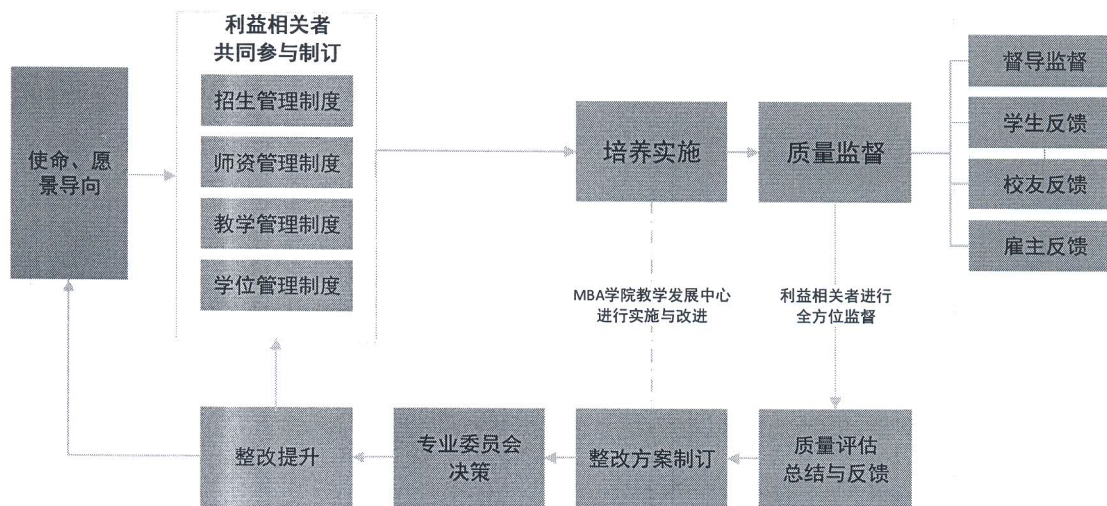 利益相关者
共同参与制订
招生管理制度
师资管理制度
教学管理制度
学位管理制度
使命、愿
景导向
培养实施
质量监督
督导监督
学生反馈
校友反馈
雇主反馈
MBA学院教学发展中心
进行实施与改进
利益相关者进行
全方位监督
整改提升
专业委员会
决策
整改方案制订
质量评估
总结与反馈